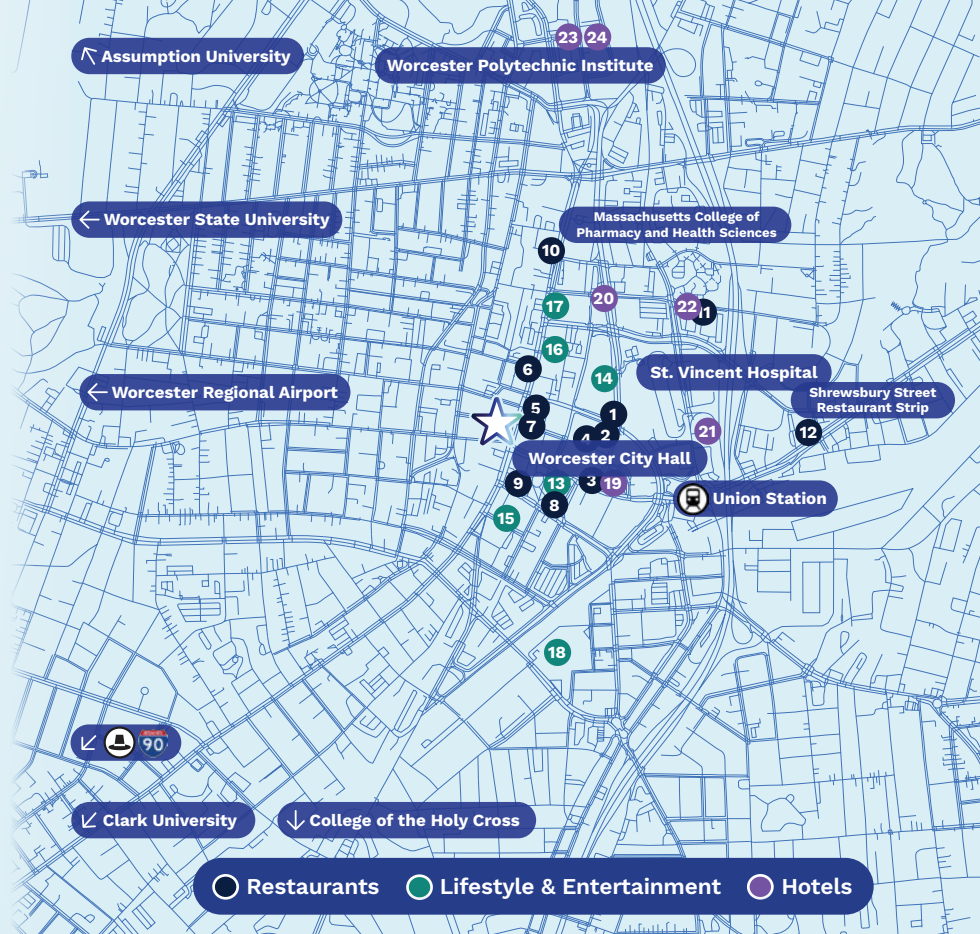 23 24
Assumption University
Worcester Polytechnic Institute
Worcester State University
Massachusetts College of
Pharmacy and Health Sciences
10
17
20
22
11
16
6
14
St. Vincent Hospital
Worcester Regional Airport
Shrewsbury Street
Restaurant Strip
5
1
7
4
2
21
12
Worcester City Hall
9
13
3
19
8
Union Station
15
18
90
Clark University
College of the Holy Cross
Restaurants
Lifestyle & Entertainment
Hotels